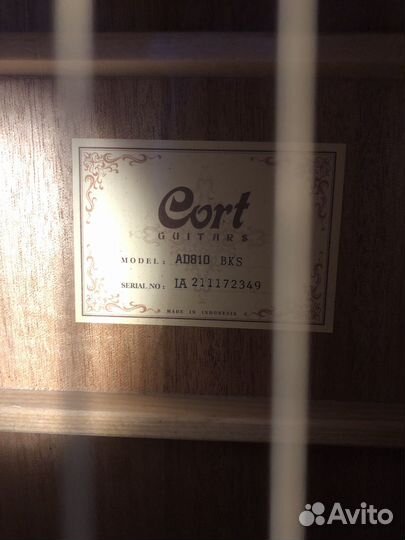 Cort
GUITARS
MODEL: AD810 BKS
SERIAL NO: IA 211172349
MADE IN INDONESIA
Avito